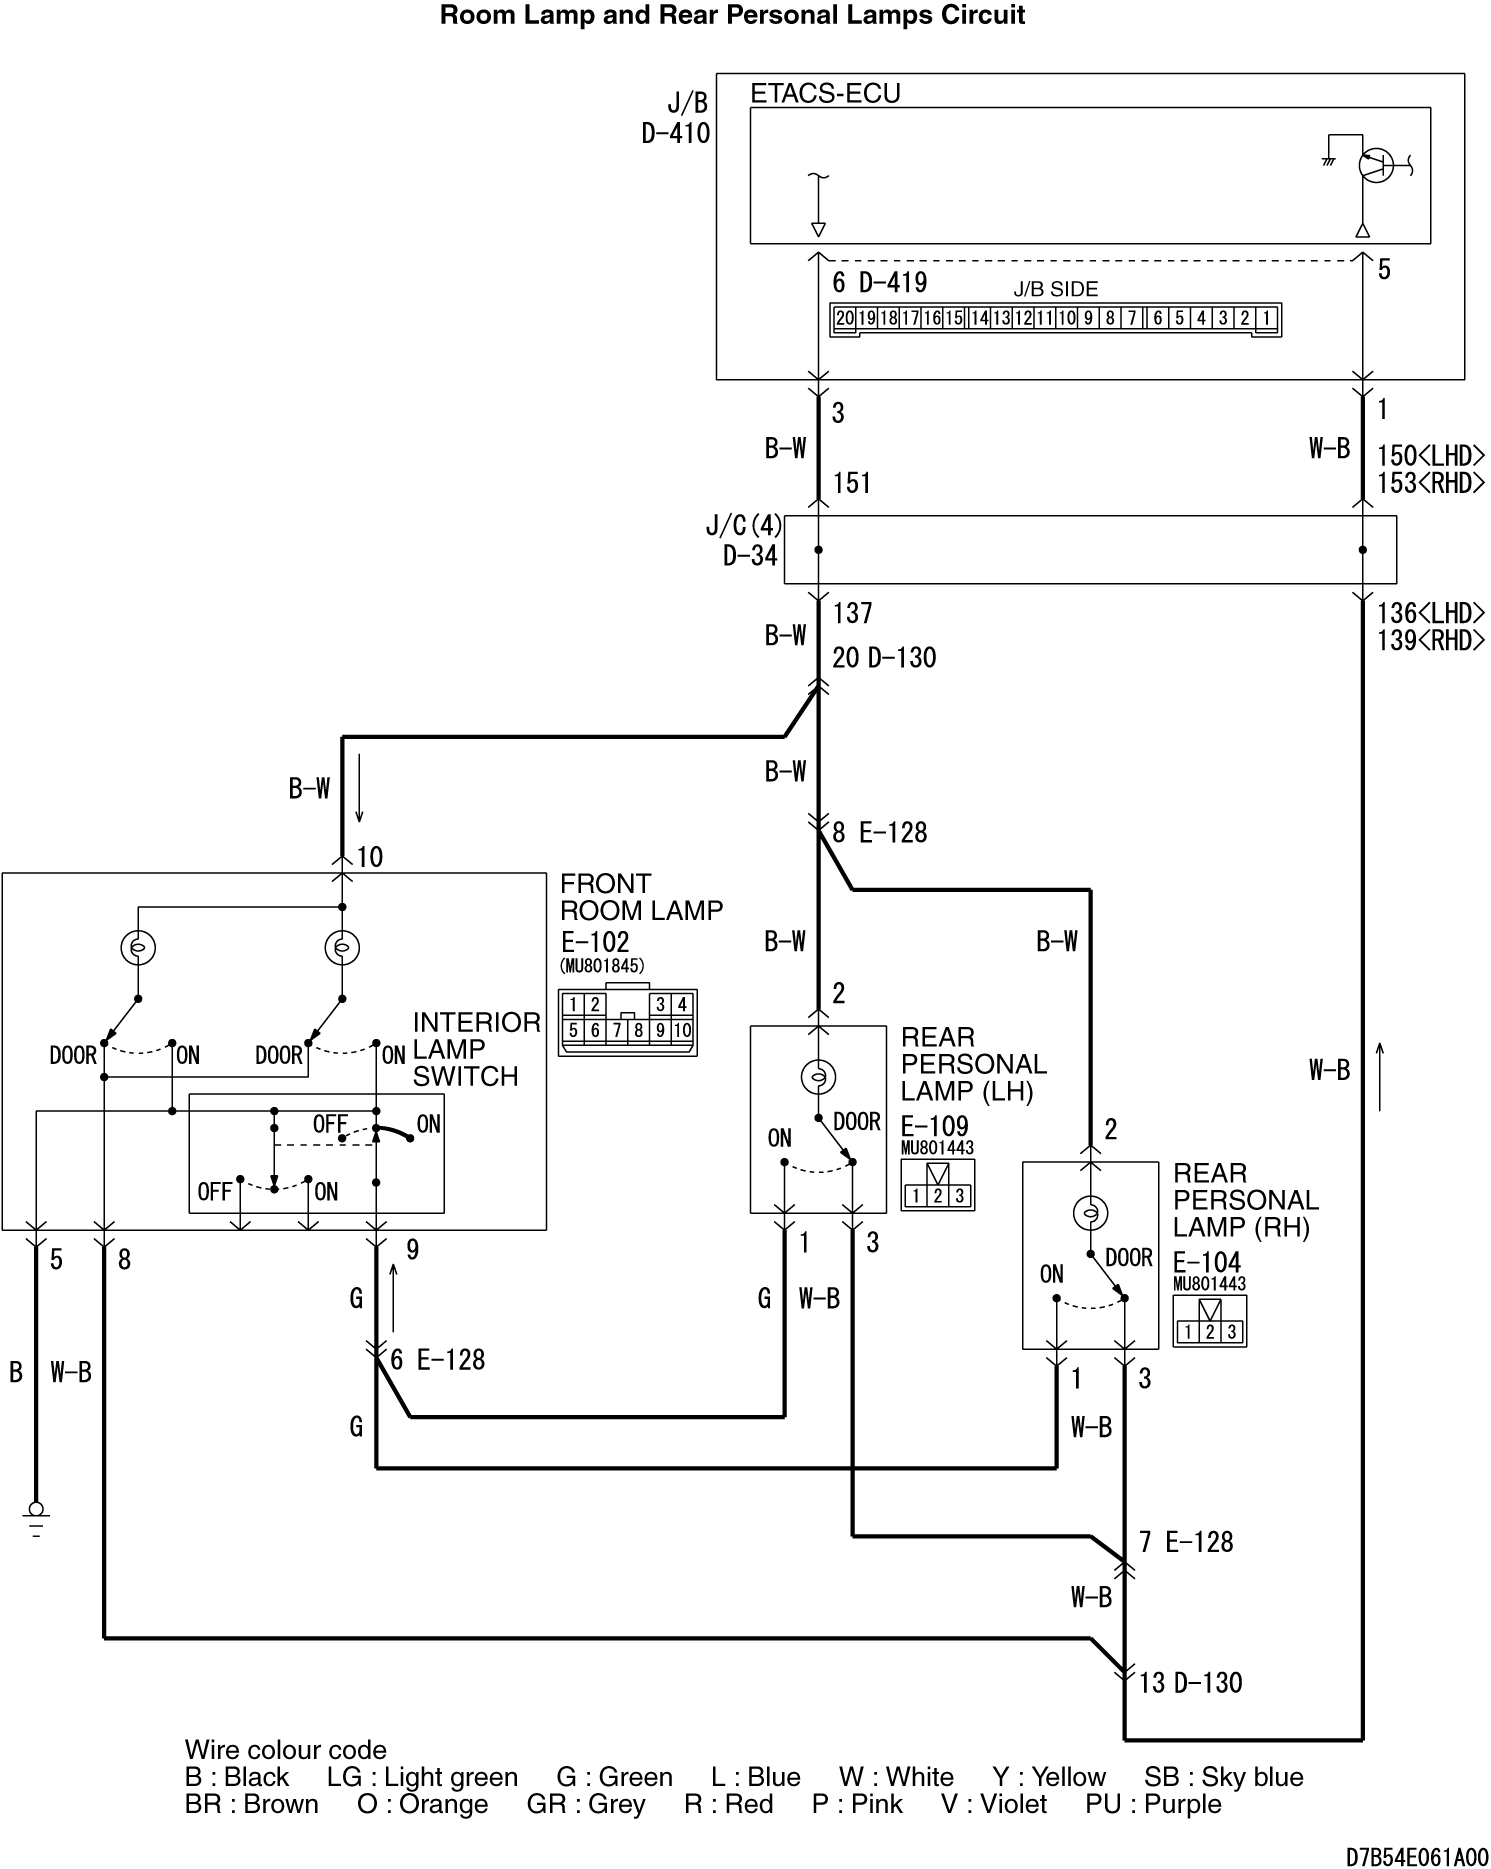 Room Lamp and Rear Personal Lamps Circuit
J/B
D-410
ETACS-ECU
6 D-419
5
J/B SIDE
20 19 18 17 16 15 14 13 12 11 10 9 8 7 6 5 4 3 2 1
3
1
B-W
W-B
150<LHD>
153<RHD>
151
J/C(4)
D-34
137
136<LHD>
139<RHD>
B-W
20 D-130
B-W
B-W
8 E-128
10
FRONT
ROOM LAMP
E-102
(MU801845)
1 2 3 4
5 6 7 8 9 10
B-W
B-W
2
INTERIOR
LAMP
SWITCH
DOOR
ON
DOOR
ON
OFF
ON
OFF
ON
REAR
PERSONAL
LAMP (LH)
E-109
MU801443
1 2 3
ON
DOOR
W-B
2
REAR
PERSONAL
LAMP (RH)
E-104
MU801443
1 2 3
ON
DOOR
5
8
9
1
3
G
G
W-B
B
W-B
6 E-128
G
1
3
W-B
7 E-128
W-B
13 D-130
Wire colour code
B : Black LG : Light green G : Green L : Blue W : White Y : Yellow SB : Sky blue
BR : Brown O : Orange GR : Grey R : Red P : Pink V : Violet PU : Purple
D7B54E061A00